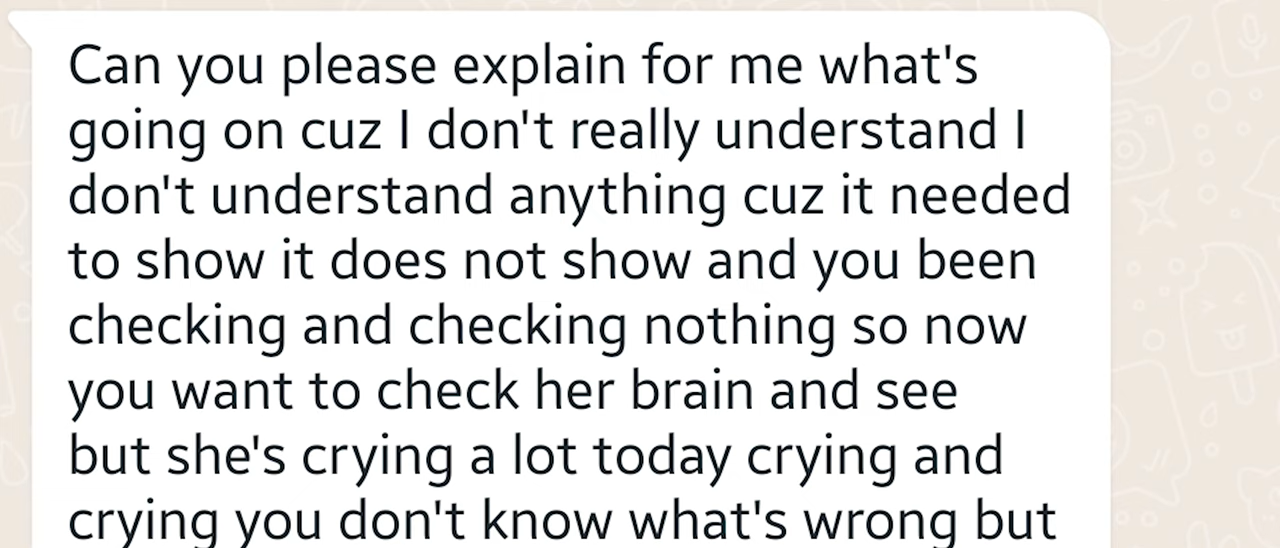 Can you please explain for me what's
going on cuz I don't really understand I
don't understand anything cuz it needed
to show it does not show and you been
checking and checking nothing so now
you want to check her brain and see
but she's crying a lot today crying and
crying you don't know what's wrong but